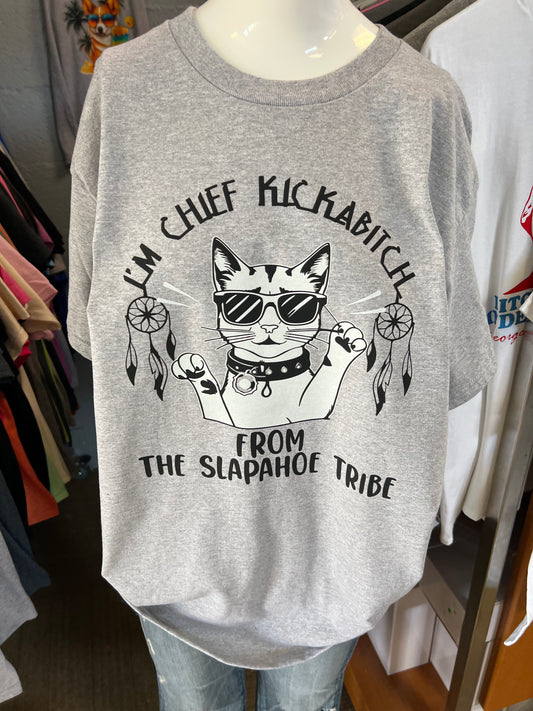 I'M CHIEF KICKABITCH
FROM
THE SLAPAHOE TRIBE